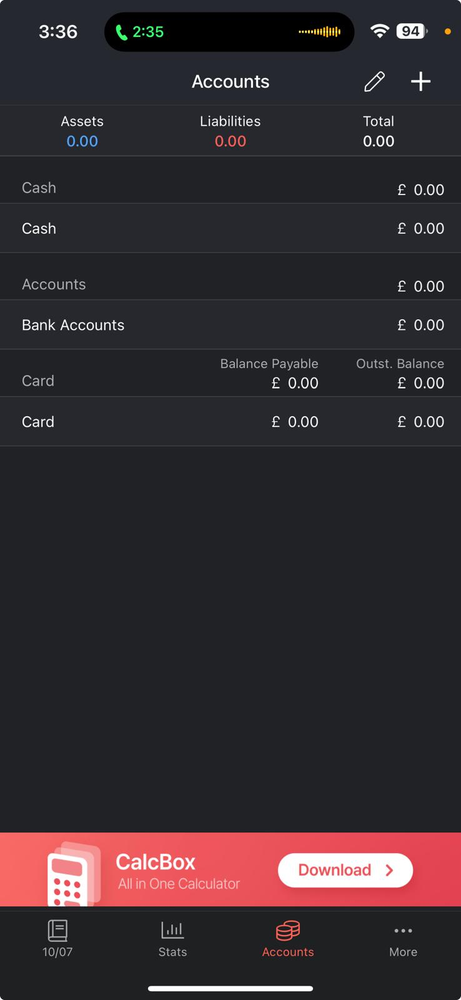 3:36 2:35 94
Accounts
Assets Liabilities Total
0.00 0.00 0.00
Cash £ 0.00
Cash £ 0.00
Accounts £ 0.00
Bank Accounts £ 0.00
Balance Payable Outst. Balance
Card £ 0.00 £ 0.00
Card £ 0.00 £ 0.00
CalcBox
All in One Calculator
Download
10/07 Stats Accounts More